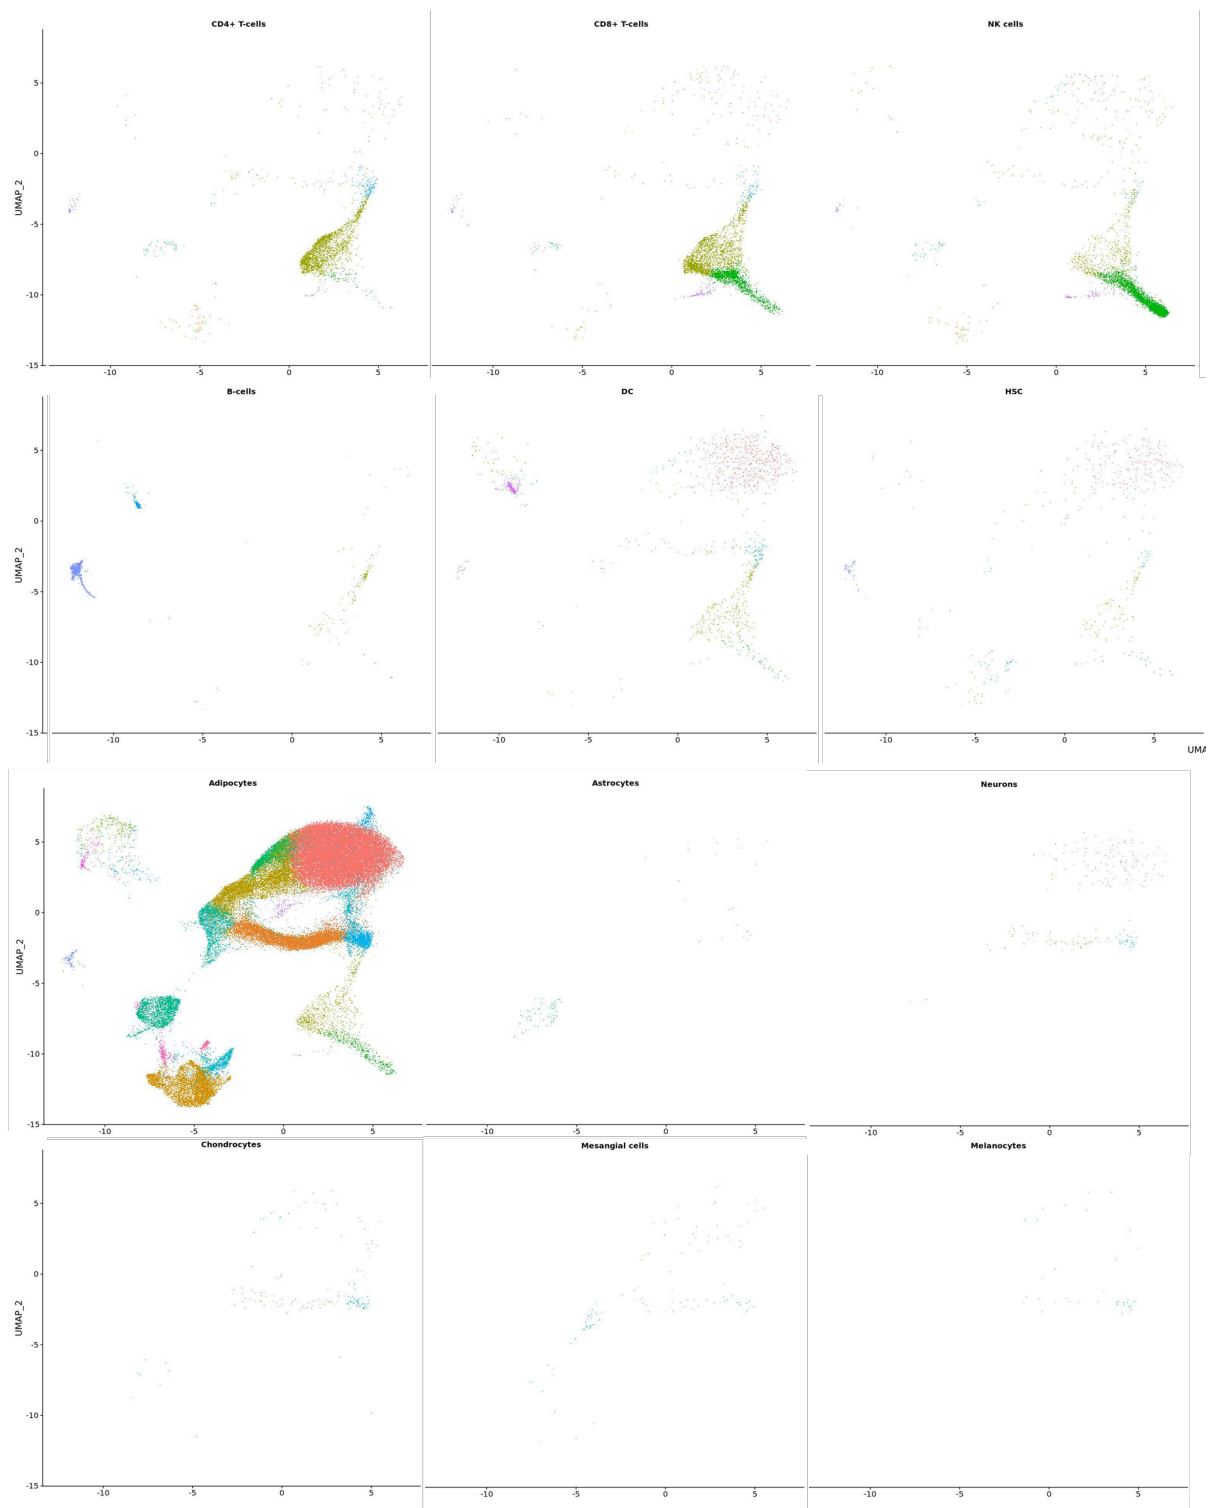 CD4+ T-cells CD8+ T-cells NK cells
5
0
-5
-10
-15
UMAP_2
-10 -5 0 5 -10 -5 0 5 -10 -5 0 5
B-cells DC HSC
5
0
-5
-10
-15
UMAP_2
-10 -5 0 5 -10 -5 0 5 -10 -5 0 5
UMA
Adipocytes Astrocytes Neurons
5
0
-5
-10
-15
UMAP_2
-10 -5 0 5 -10 -5 0 5 -10 -5 0 5
Chondrocytes Mesangial cells Melanocytes
5
0
-5
-10
-15
UMAP_2
-10 -5 0 5 -10 -5 0 5 -10 -5 0 5